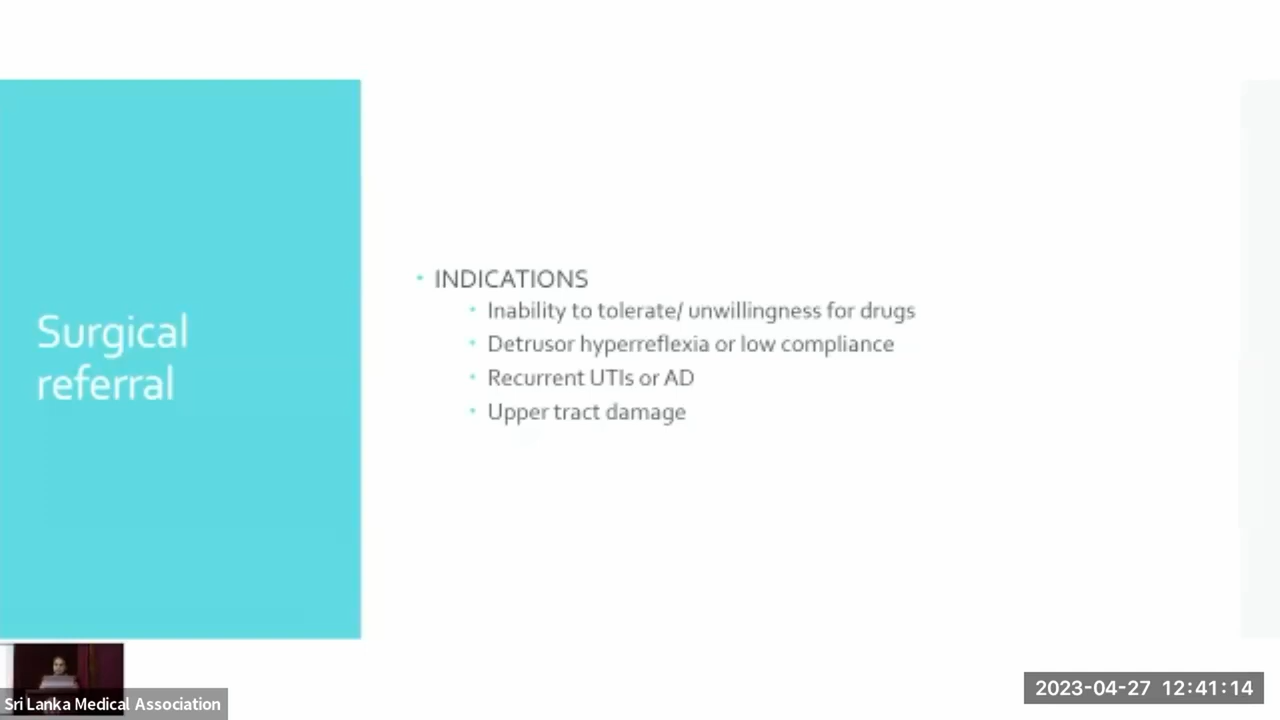 Surgical
referral
INDICATIONS
Inability to tolerate/ unwillingness for drugs
Detrusor hyperreflexia or low compliance
Recurrent UTIs or AD
Upper tract damage
Sri Lanka Medical Association
2023-04-27 12:41:14